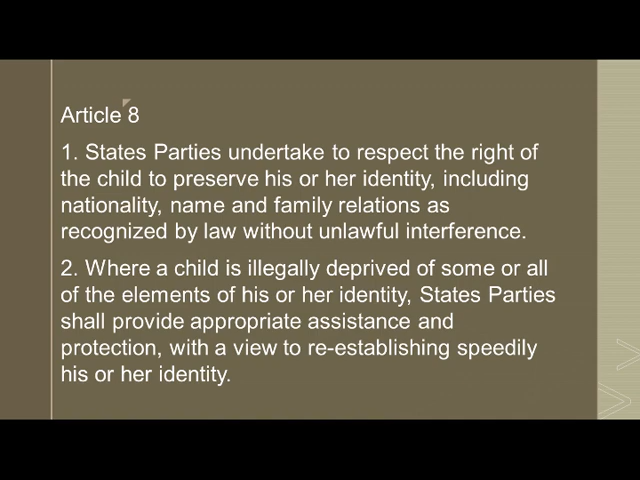 Article 8
1. States Parties undertake to respect the right of
the child to preserve his or her identity, including
nationality, name and family relations as
recognized by law without unlawful interference.
2. Where a child is illegally deprived of some or all
of the elements of his or her identity, States Parties
shall provide appropriate assistance and
protection, with a view to re-establishing speedily
his or her identity.